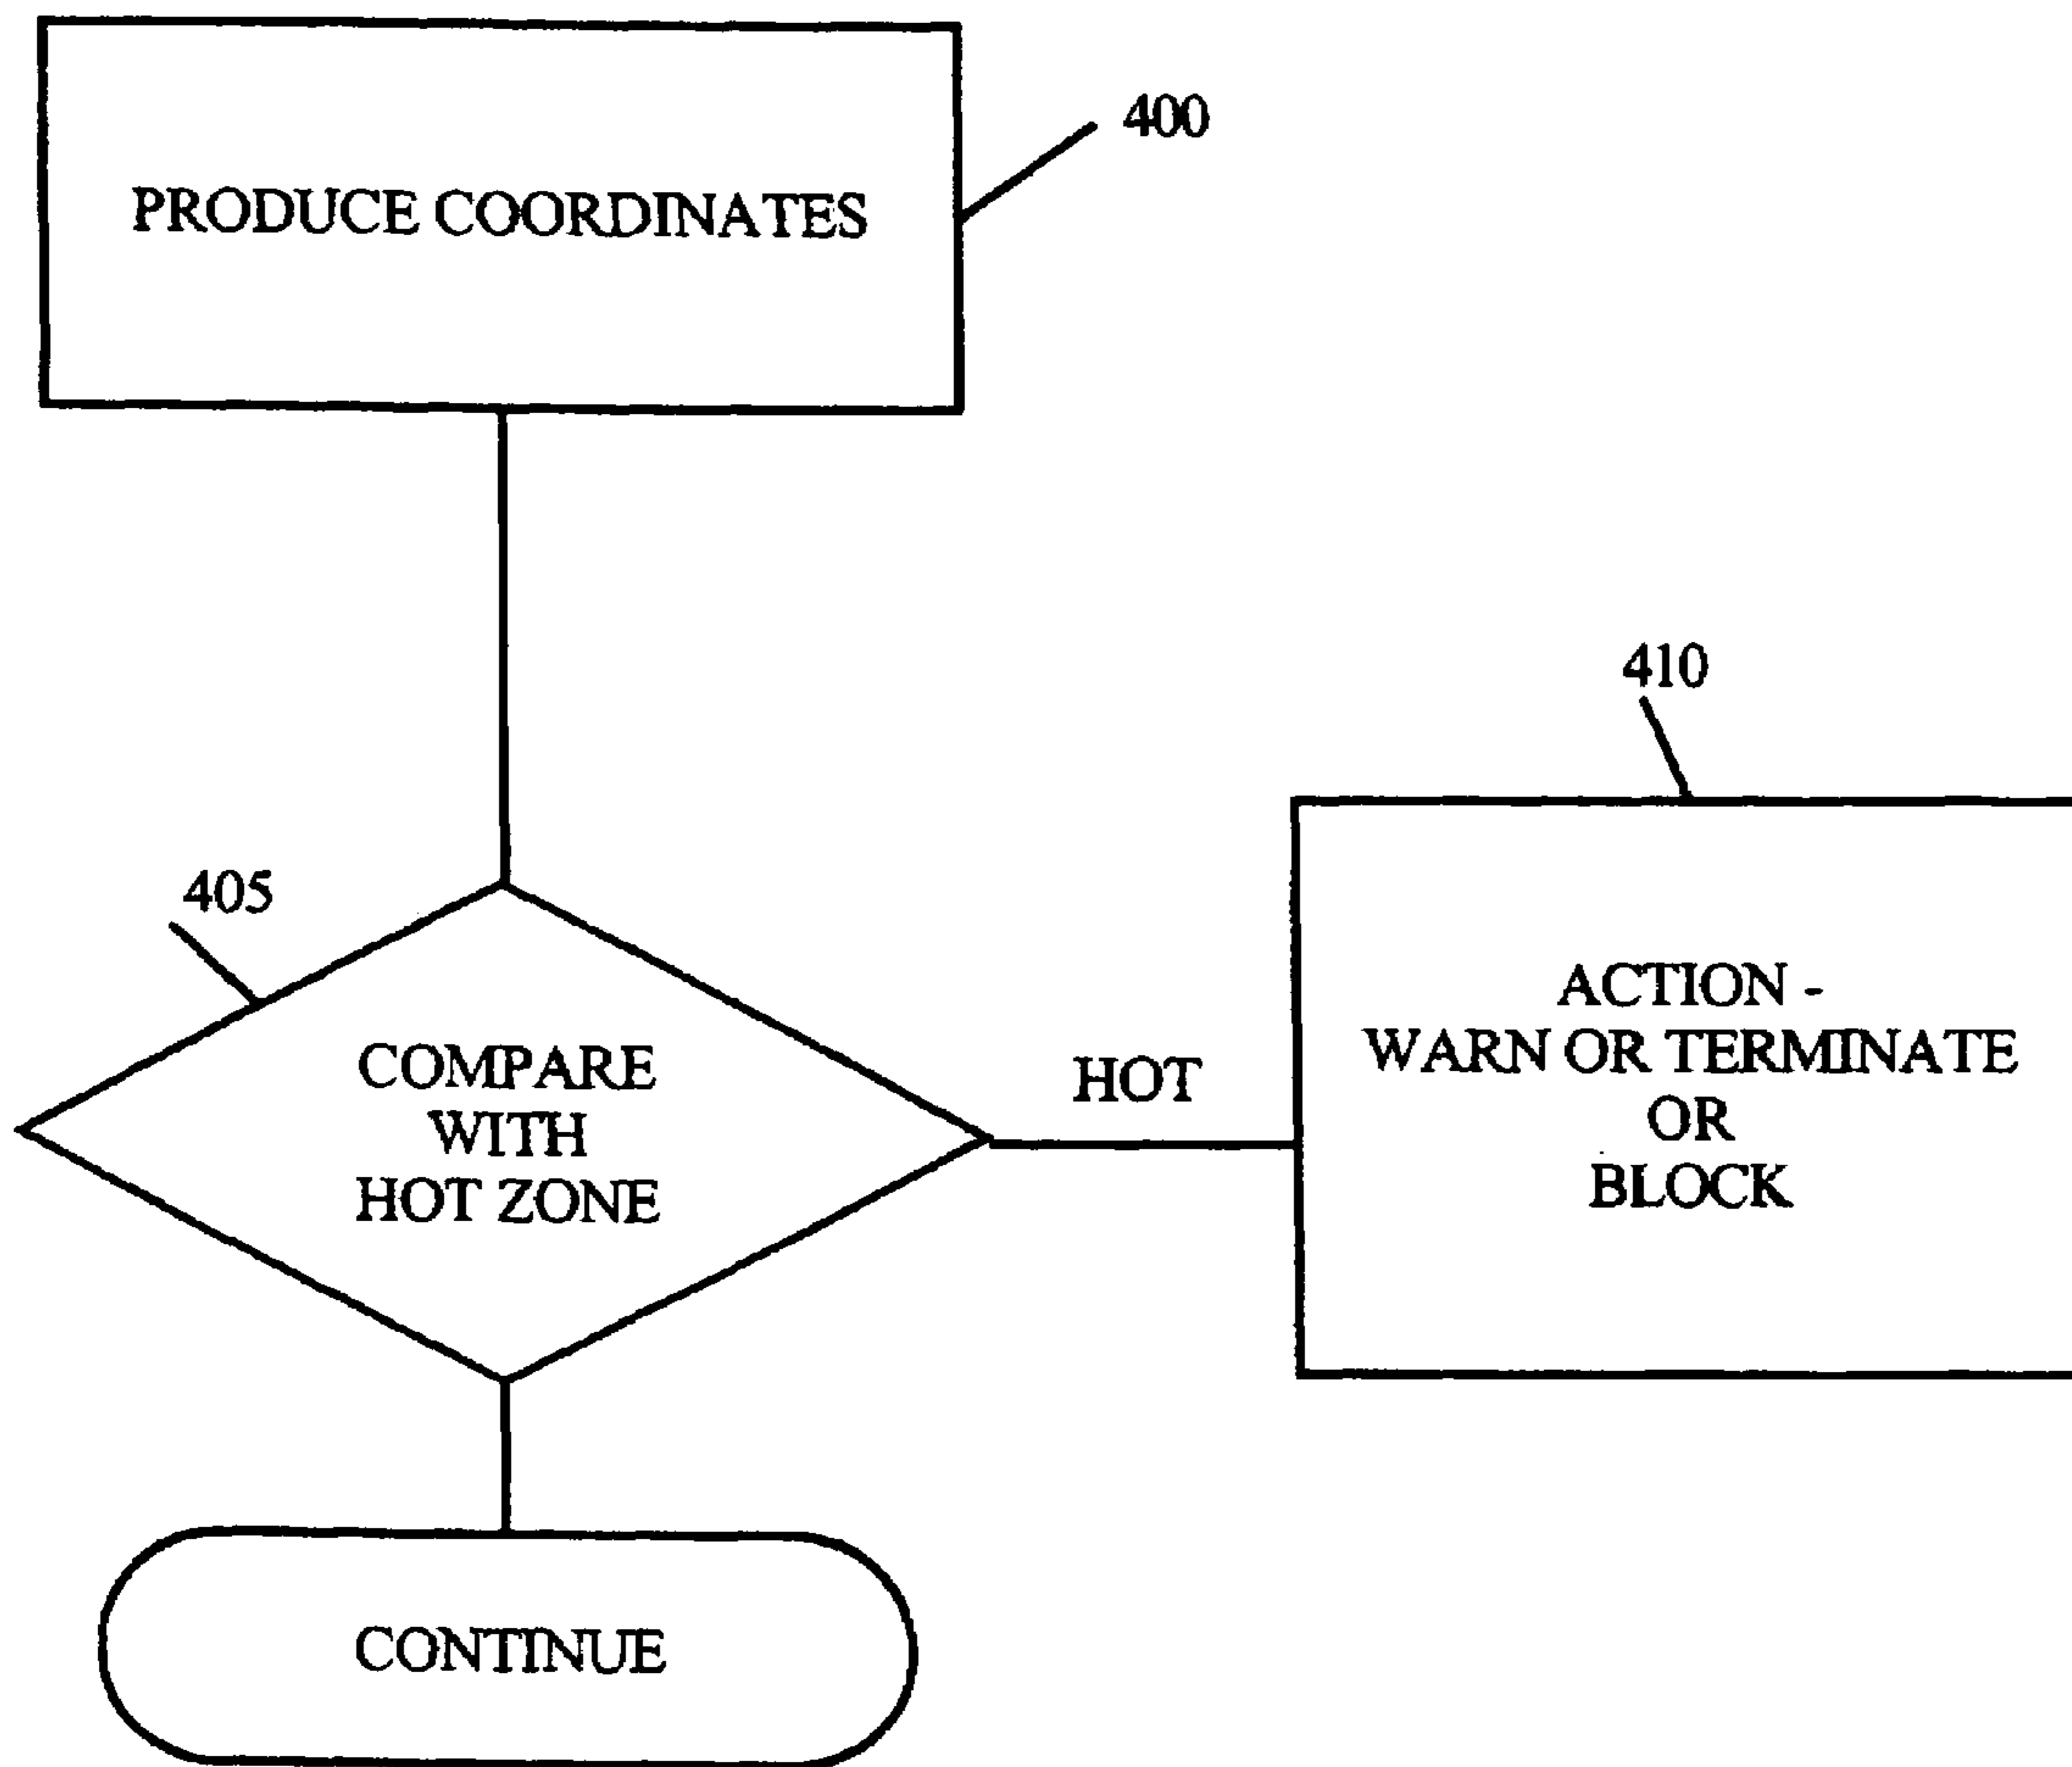 400
PRODUCE COORDINATES
410
405
COMPARE
WITH
HOT ZONE
HOT
ACTION -
WARN OR TERMINATE
OR
BLOCK
CONTINUE